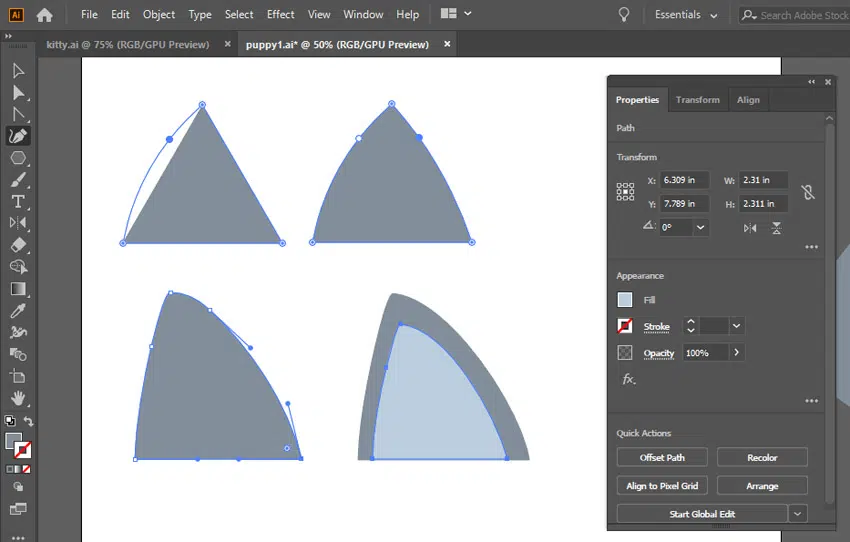 Ai File Edit Object Type Select Effect View Window Help Essentials Search Adobe Stock
kitty.ai @ 75% (RGB/GPU Preview) × puppy1.ai* @ 50% (RGB/GPU Preview) ×
Properties Transform Align
Path
Transform
X: 6.309 in W: 2.31 in
Y: 7.789 in H: 2.311 in
0°
Appearance
Fill
Stroke
Opacity 100%
fx.
Quick Actions
Offset Path Recolor
Align to Pixel Grid Arrange
Start Global Edit